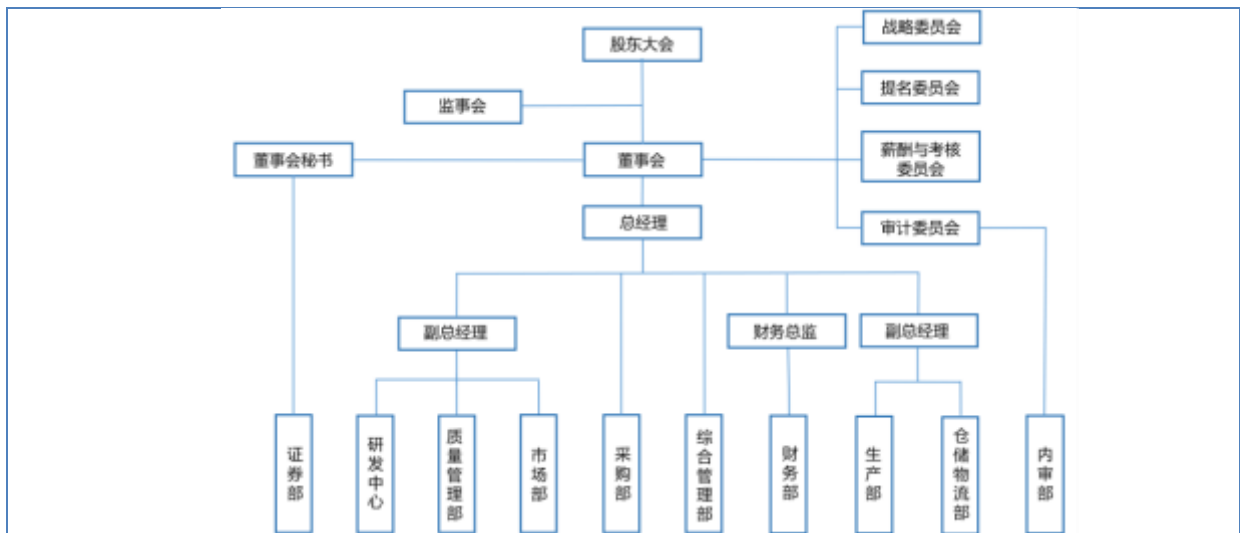 战略委员会
股东大会
提名委员会
监事会
薪酬与考核
委员会
董事会秘书
董事会
总经理
审计委员会
副总经理
财务总监
副总经理
证券部
研发中心
质量管理部
市场部
采购部
综合管理部
财务部
生产部
仓储物流部
内审部